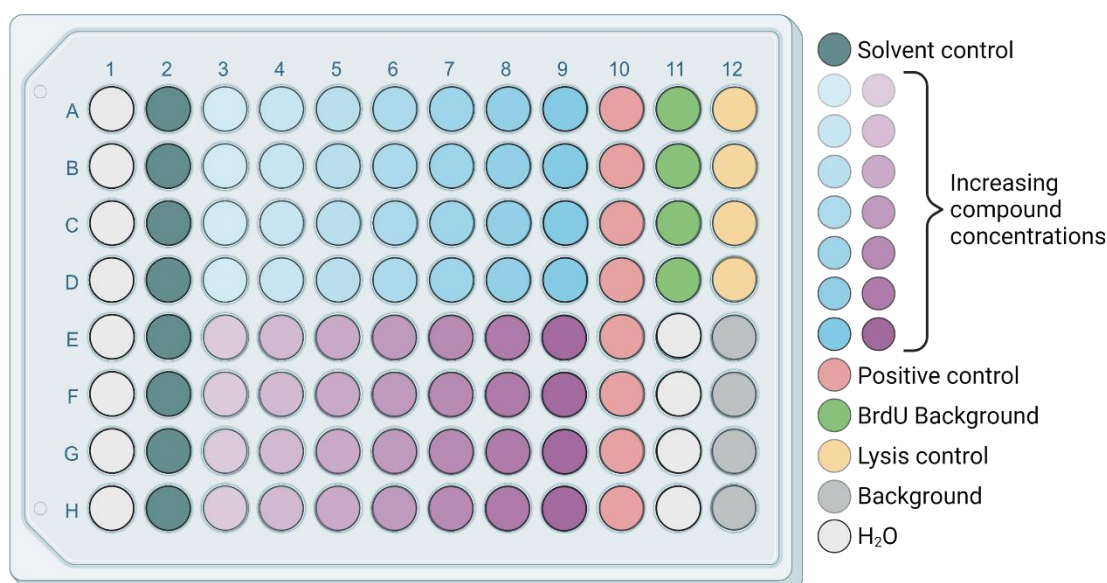 1 2 3 4 5 6 7 8 9 10 11 12
A
B
C
D
E
F
G
H
Solvent control
Increasing
compound
concentrations
Positive control
BrdU Background
Lysis control
Background
H₂O